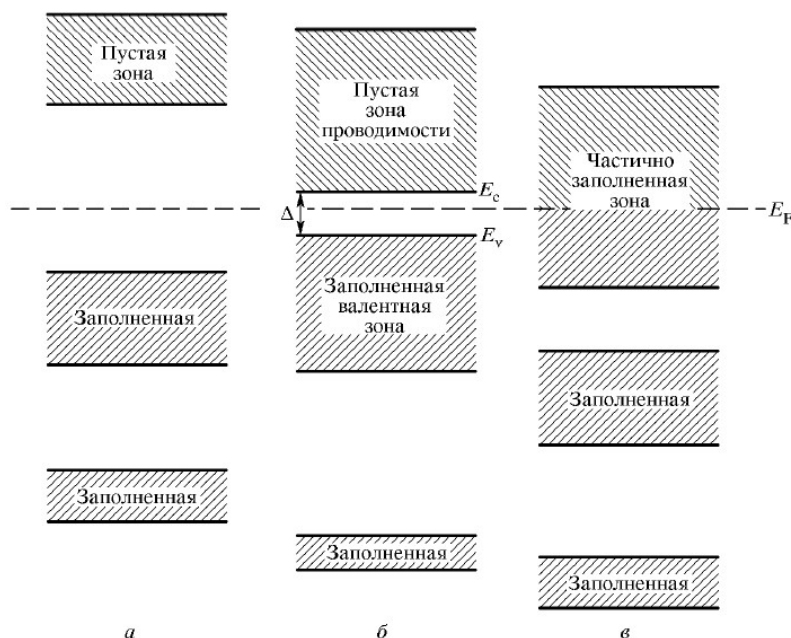 Пустая
зона
Пустая
зона
проводимости
Частично
заполненная
зона
E_c
Δ
E_F
E_v
Заполненная
Заполненная
валентная
зона
Заполненная
Заполненная
Заполненная
Заполненная
а
б
в